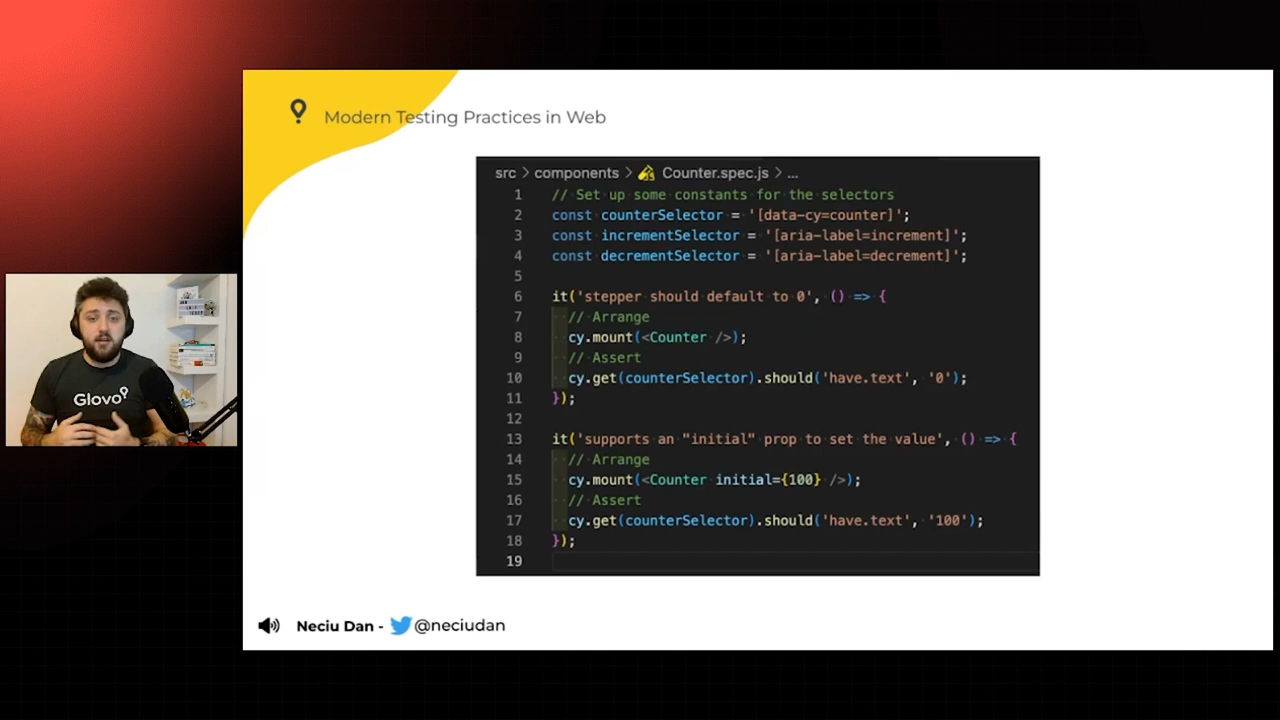 Modern Testing Practices in Web
src > components > Counter.spec.js > ...
1 // Set up some constants for the selectors
2 const counterSelector = '[data-cy=counter]';
3 const incrementSelector = '[aria-label=increment]';
4 const decrementSelector = '[aria-label=decrement]';
5
6 it('stepper should default to 0', () => {
7 // Arrange
8 cy.mount(<Counter />);
9 // Assert
10 cy.get(counterSelector).should('have.text', '0');
11 });
12
13 it('supports an "initial" prop to set the value', () => {
14 // Arrange
15 cy.mount(<Counter initial={100} />);
16 // Assert
17 cy.get(counterSelector).should('have.text', '100');
18 });
19
Glovo
Neciu Dan - @neciudan